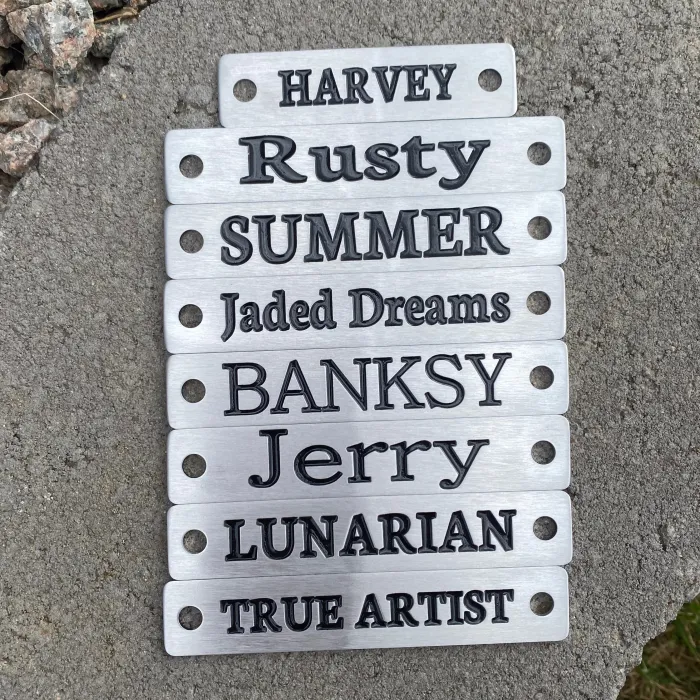 HARVEY
Rusty
SUMMER
Jaded Dreams
BANKSY
Jerry
LUNARIAN
TRUE ARTIST